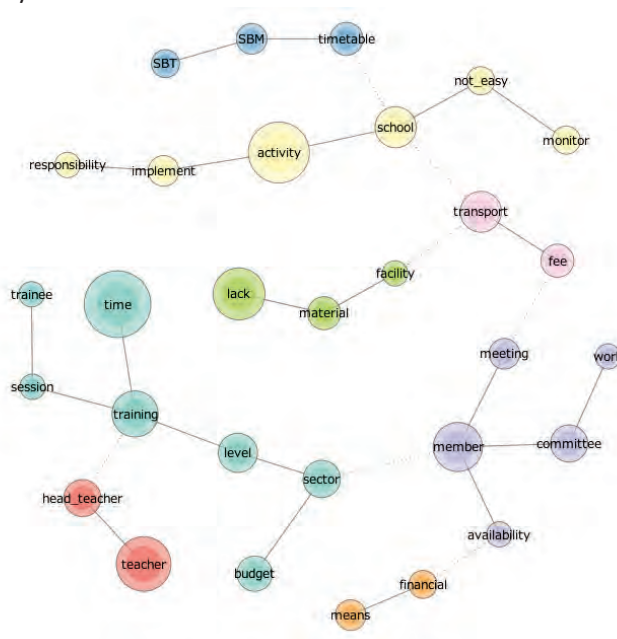 SBM
timetable
SBT
not_easy
school
monitor
activity
responsibility
implement
transport
fee
facility
trainee
time
lack
material
meeting
work
session
training
member
committee
level
sector
head_teacher
availability
teacher
budget
financial
means